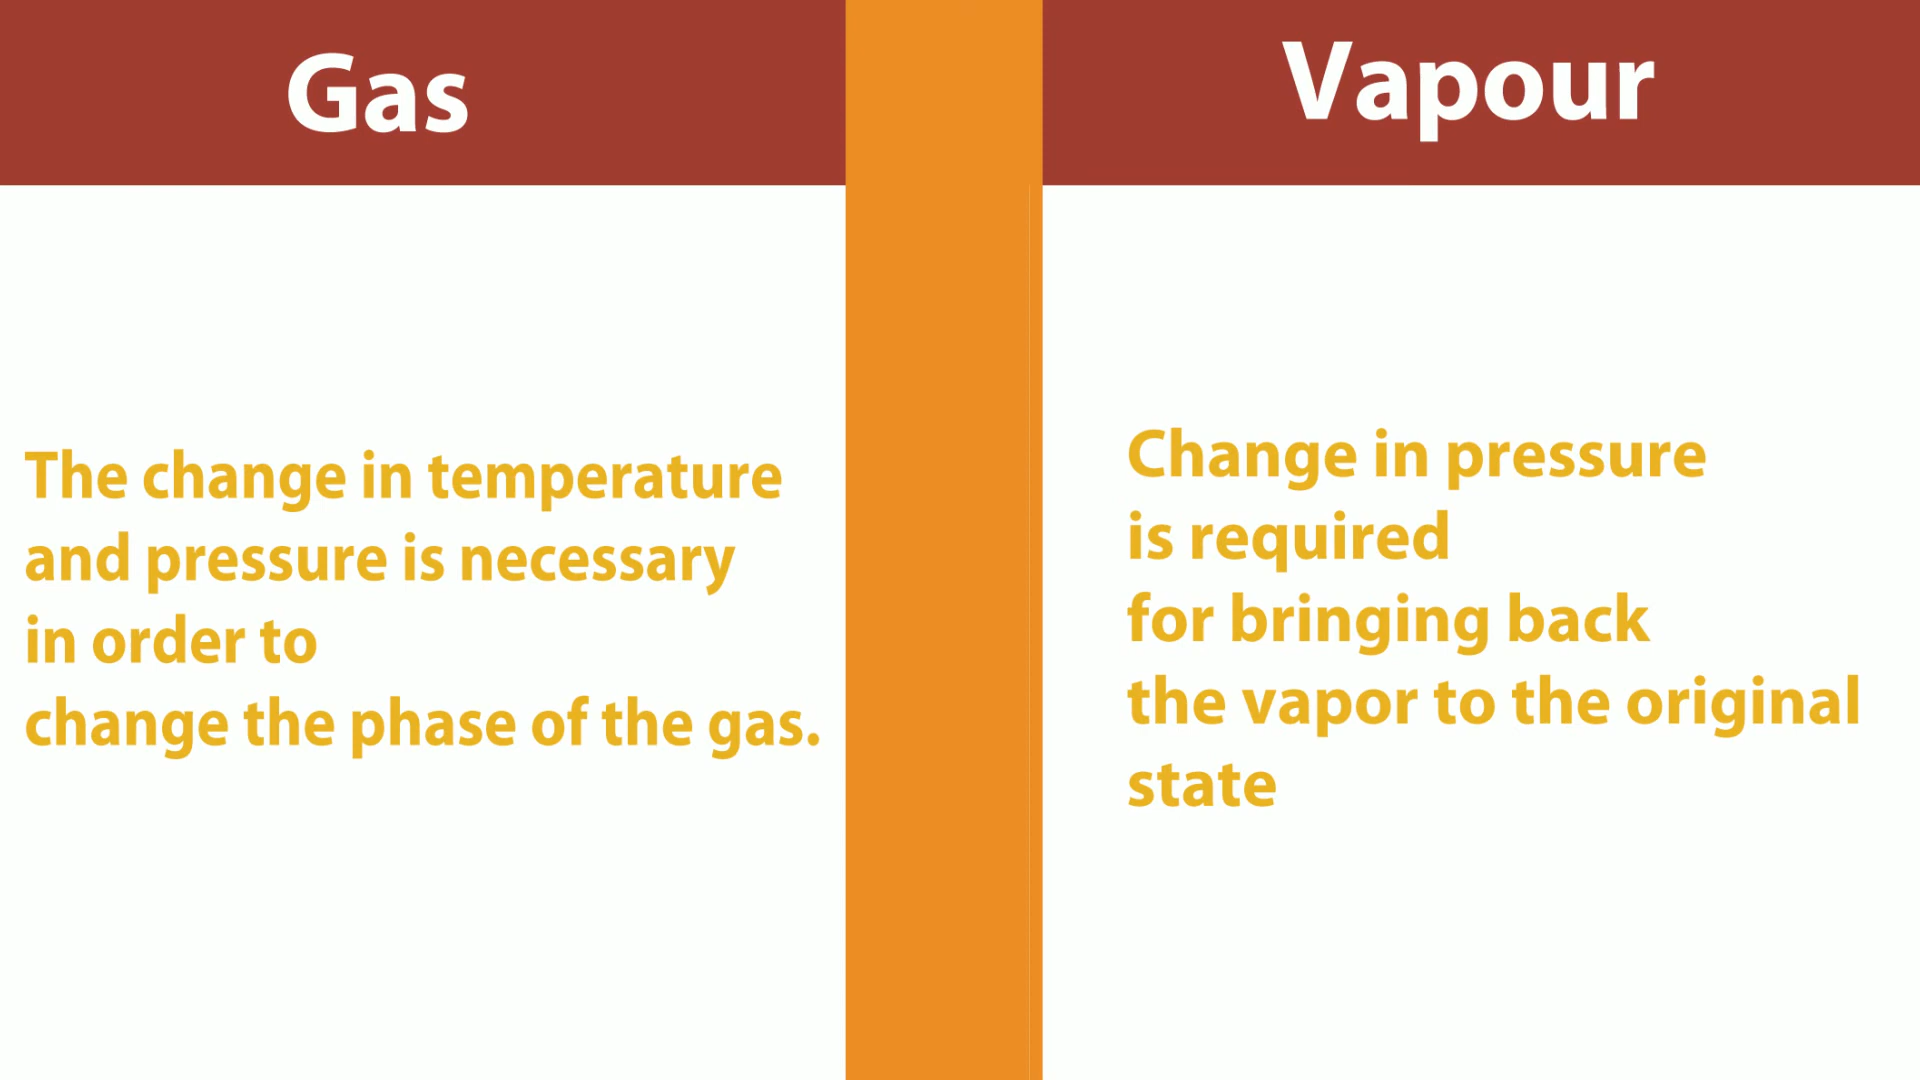 Gas
The change in temperature
and pressure is necessary
in order to
change the phase of the gas.
Vapour
Change in pressure
is required
for bringing back
the vapor to the original
state